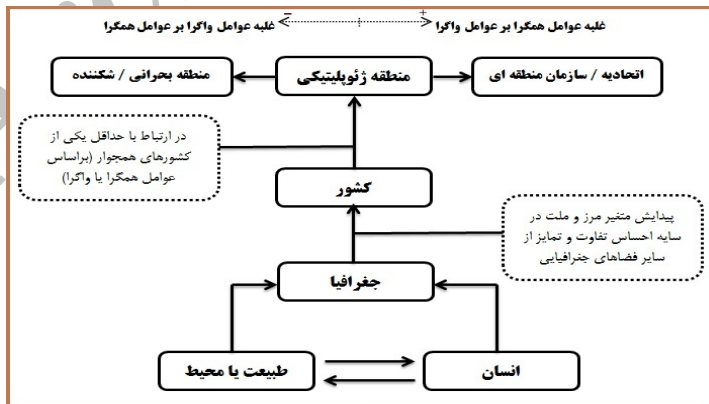 غلبه عوامل همگرا بر عوامل واگرا
+
–
غلبه عوامل واگرا بر عوامل همگرا
اتحادیه / سازمان منطقه ای
منطقه ژئوپلیتیکی
منطقه بحرانی / شکننده
در ارتباط با حداقل یکی از
کشورهای همجوار (براساس
عوامل همگرا یا واگرا)
کشور
پیدایش متغیر مرز و ملت در
سایه احساس تفاوت و تمایز از
سایر فضاهای جغرافیایی
جغرافیا
انسان
طبیعت یا محیط